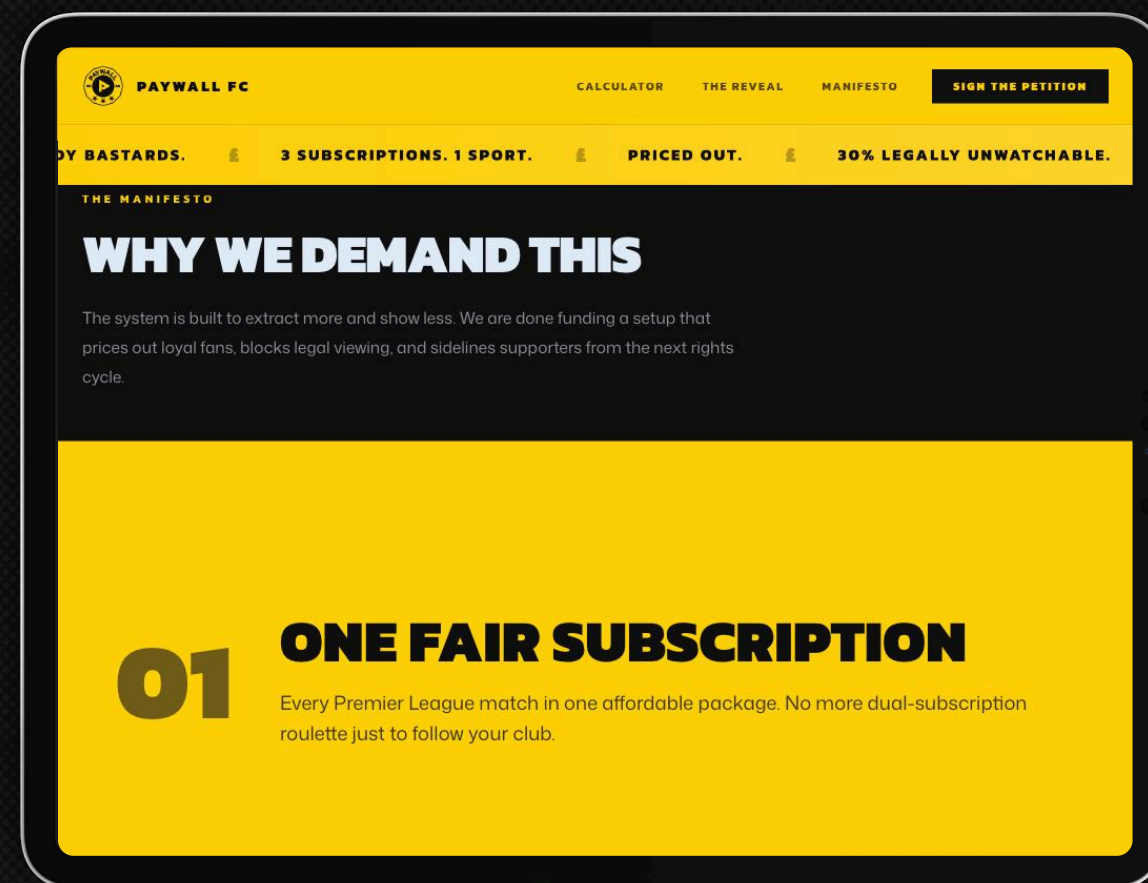 PAYWALL
PAYWALL FC
CALCULATOR
THE REVEAL
MANIFESTO
SIGN THE PETITION
DY BASTARDS.
£
3 SUBSCRIPTIONS. 1 SPORT.
£
PRICED OUT.
£
30% LEGALLY UNWATCHABLE.
THE MANIFESTO
WHY WE DEMAND THIS
The system is built to extract more and show less. We are done funding a setup that
prices out loyal fans, blocks legal viewing, and sidelines supporters from the next rights
cycle.
01
ONE FAIR SUBSCRIPTION
Every Premier League match in one affordable package. No more dual-subscription
roulette just to follow your club.